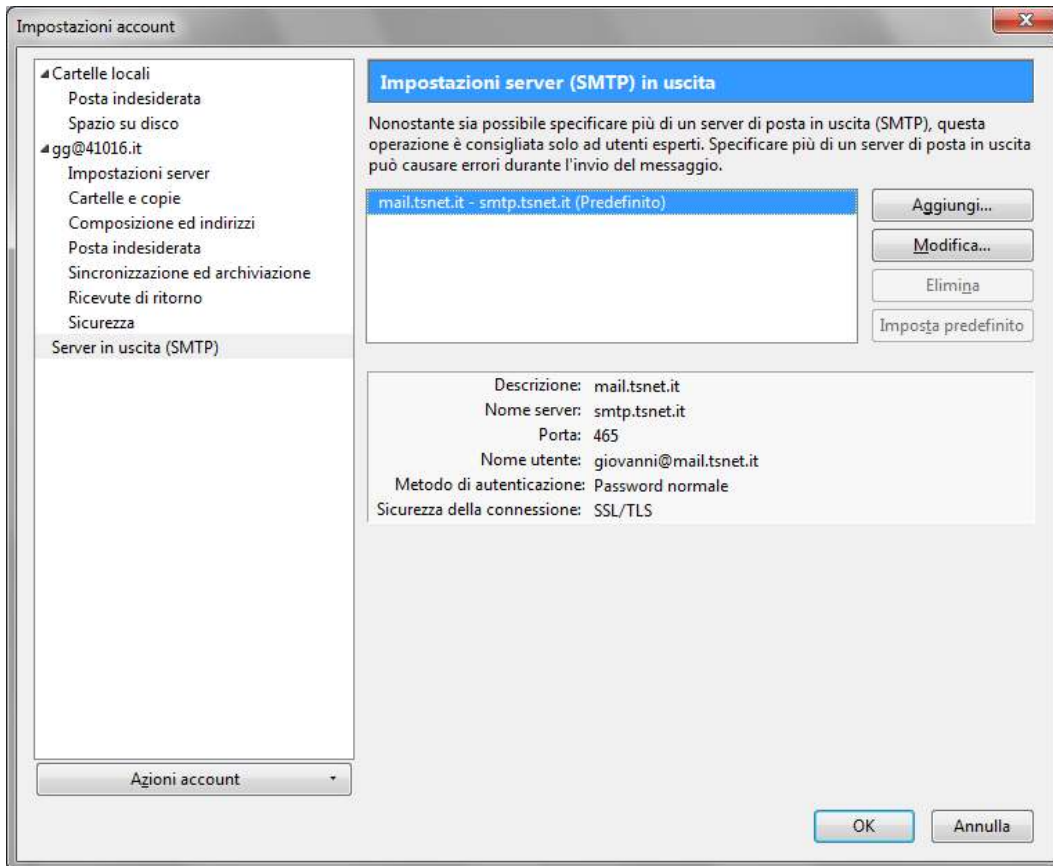 Impostazioni account
Cartelle locali
Posta indesiderata
Spazio su disco
gg@41016.it
Impostazioni server
Cartelle e copie
Composizione ed indirizzi
Posta indesiderata
Sincronizzazione ed archiviazione
Ricevute di ritorno
Sicurezza
Server in uscita (SMTP)
Azioni account
Impostazioni server (SMTP) in uscita
Nonostante sia possibile specificare più di un server di posta in uscita (SMTP), questa
operazione è consigliata solo ad utenti esperti. Specificare più di un server di posta in uscita
può causare errori durante l'invio del messaggio.
mail.tsnet.it - smtp.tsnet.it (Predefinito)
Aggiungi...
Modifica...
Elimina
Imposta predefinito
Descrizione: mail.tsnet.it
Nome server: smtp.tsnet.it
Porta: 465
Nome utente: giovanni@mail.tsnet.it
Metodo di autenticazione: Password normale
Sicurezza della connessione: SSL/TLS
OK
Annulla